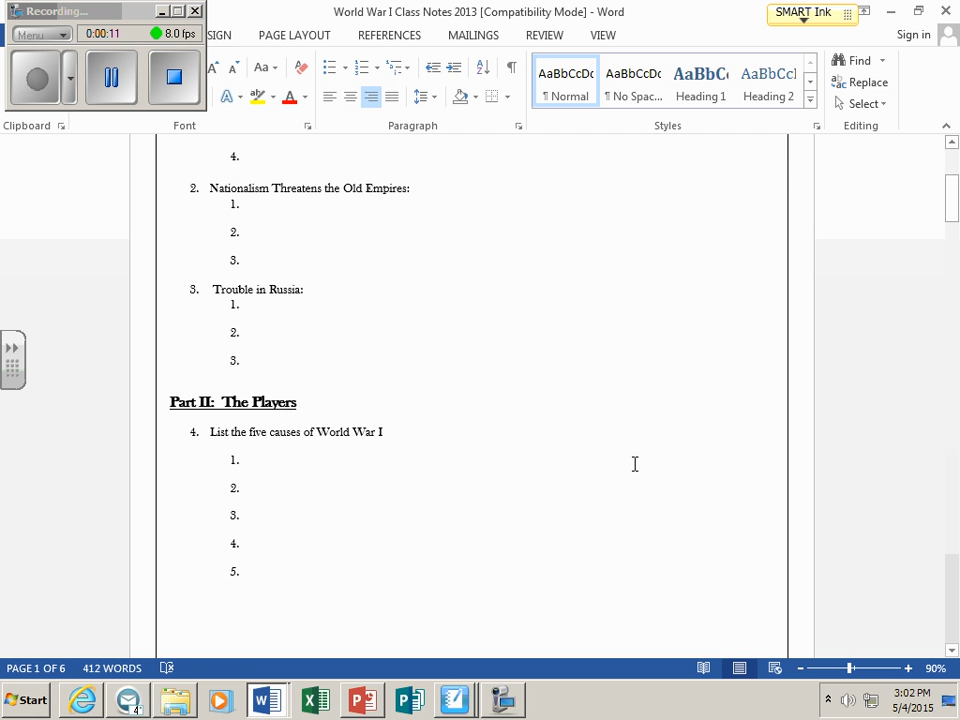 Recording...
World War I Class Notes 2013 [Compatibility Mode] - Word
SMART Ink
Menu
0:00:11
8.0 fps
SIGN
PAGE LAYOUT
REFERENCES
MAILINGS
REVIEW
VIEW
Sign in
Aa
AaBbCcDc
AaBbCcDc
AaBbC
AaBbCc
Find
Replace
Select
¶ Normal
¶ No Spac...
Heading 1
Heading 2
Clipboard
Font
Paragraph
Styles
Editing
4.
2. Nationalism Threatens the Old Empires:
1.
2.
3.
3. Trouble in Russia:
1.
2.
3.
Part II: The Players
4. List the five causes of World War I
1.
2.
3.
4.
5.
PAGE 1 OF 6
412 WORDS
90%
Start
3:02 PM
5/4/2015